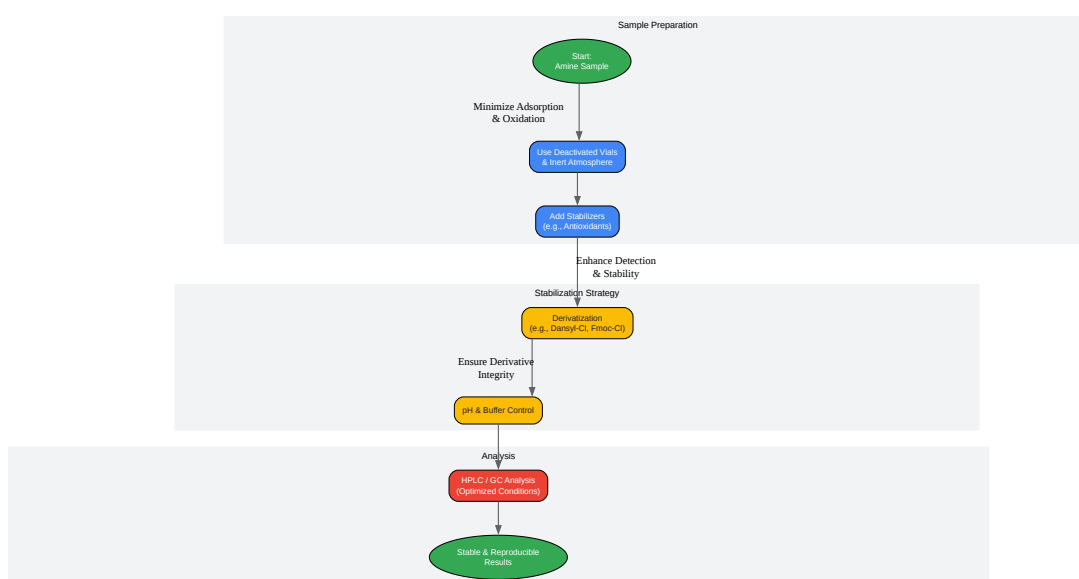 Sample Preparation
Start:
Amine Sample
Minimize Adsorption
& Oxidation
Use Deactivated Vials
& Inert Atmosphere
Add Stabilizers
(e.g., Antioxidants)
Enhance Detection
& Stability
Stabilization Strategy
Derivatization
(e.g., Dansyl-Cl, Fmoc-Cl)
Ensure Derivative
Integrity
pH & Buffer Control
Analysis
HPLC / GC Analysis
(Optimized Conditions)
Stable & Reproducible
Results